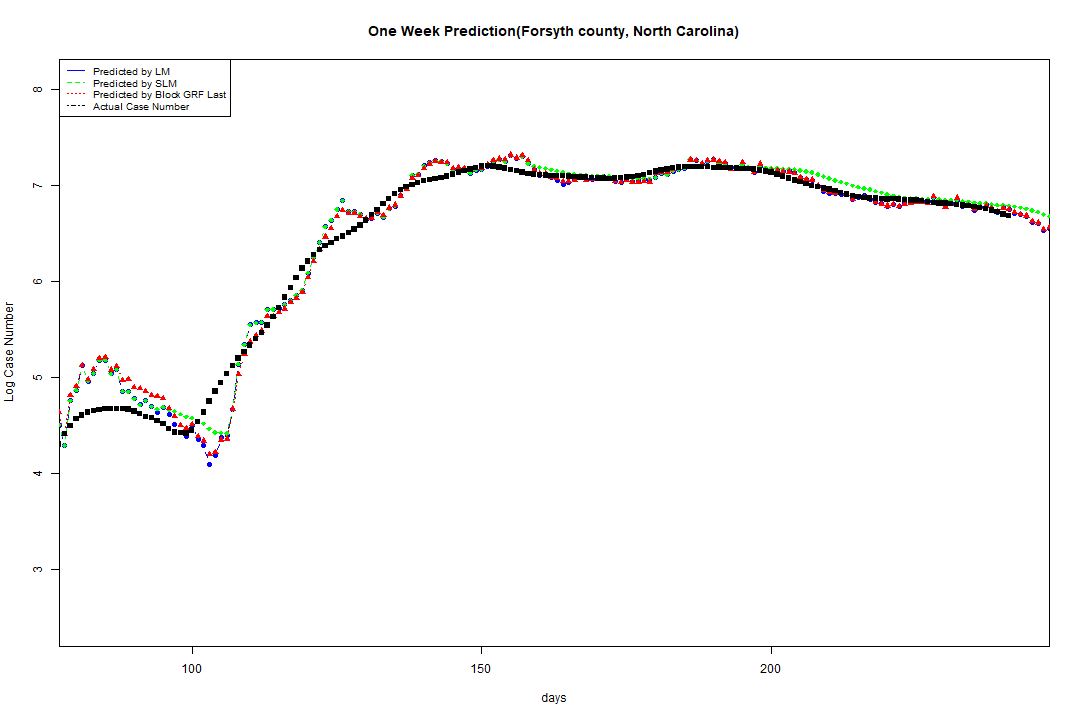 One Week Prediction(Forsyth county, North Carolina)
Predicted by LM
Predicted by SLM
Predicted by Block GRF Last
Actual Case Number
8
7
6
5
4
3
Log Case Number
100 150 200
days